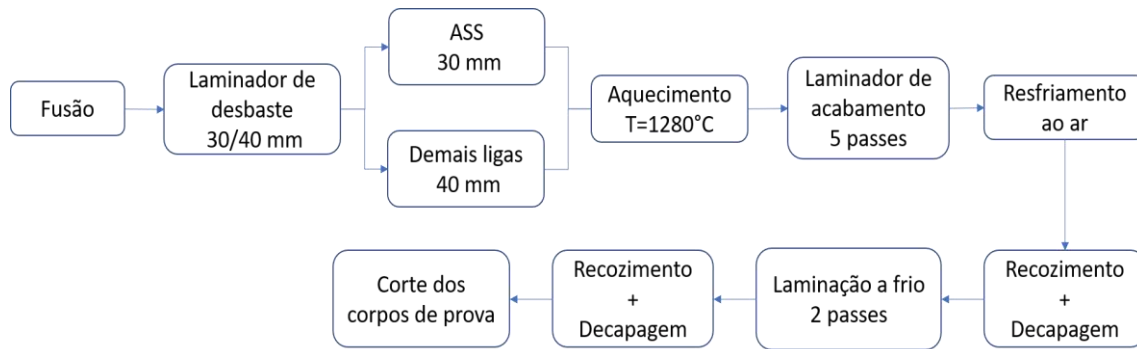 Fusão
Laminador de
desbaste
30/40 mm
ASS
30 mm
Demais ligas
40 mm
Aquecimento
T=1280°C
Laminador de
acabamento
5 passes
Resfriamento
ao ar
Recozimento
+
Decapagem
Laminação a frio
2 passes
Recozimento
+
Decapagem
Corte dos
corpos de prova